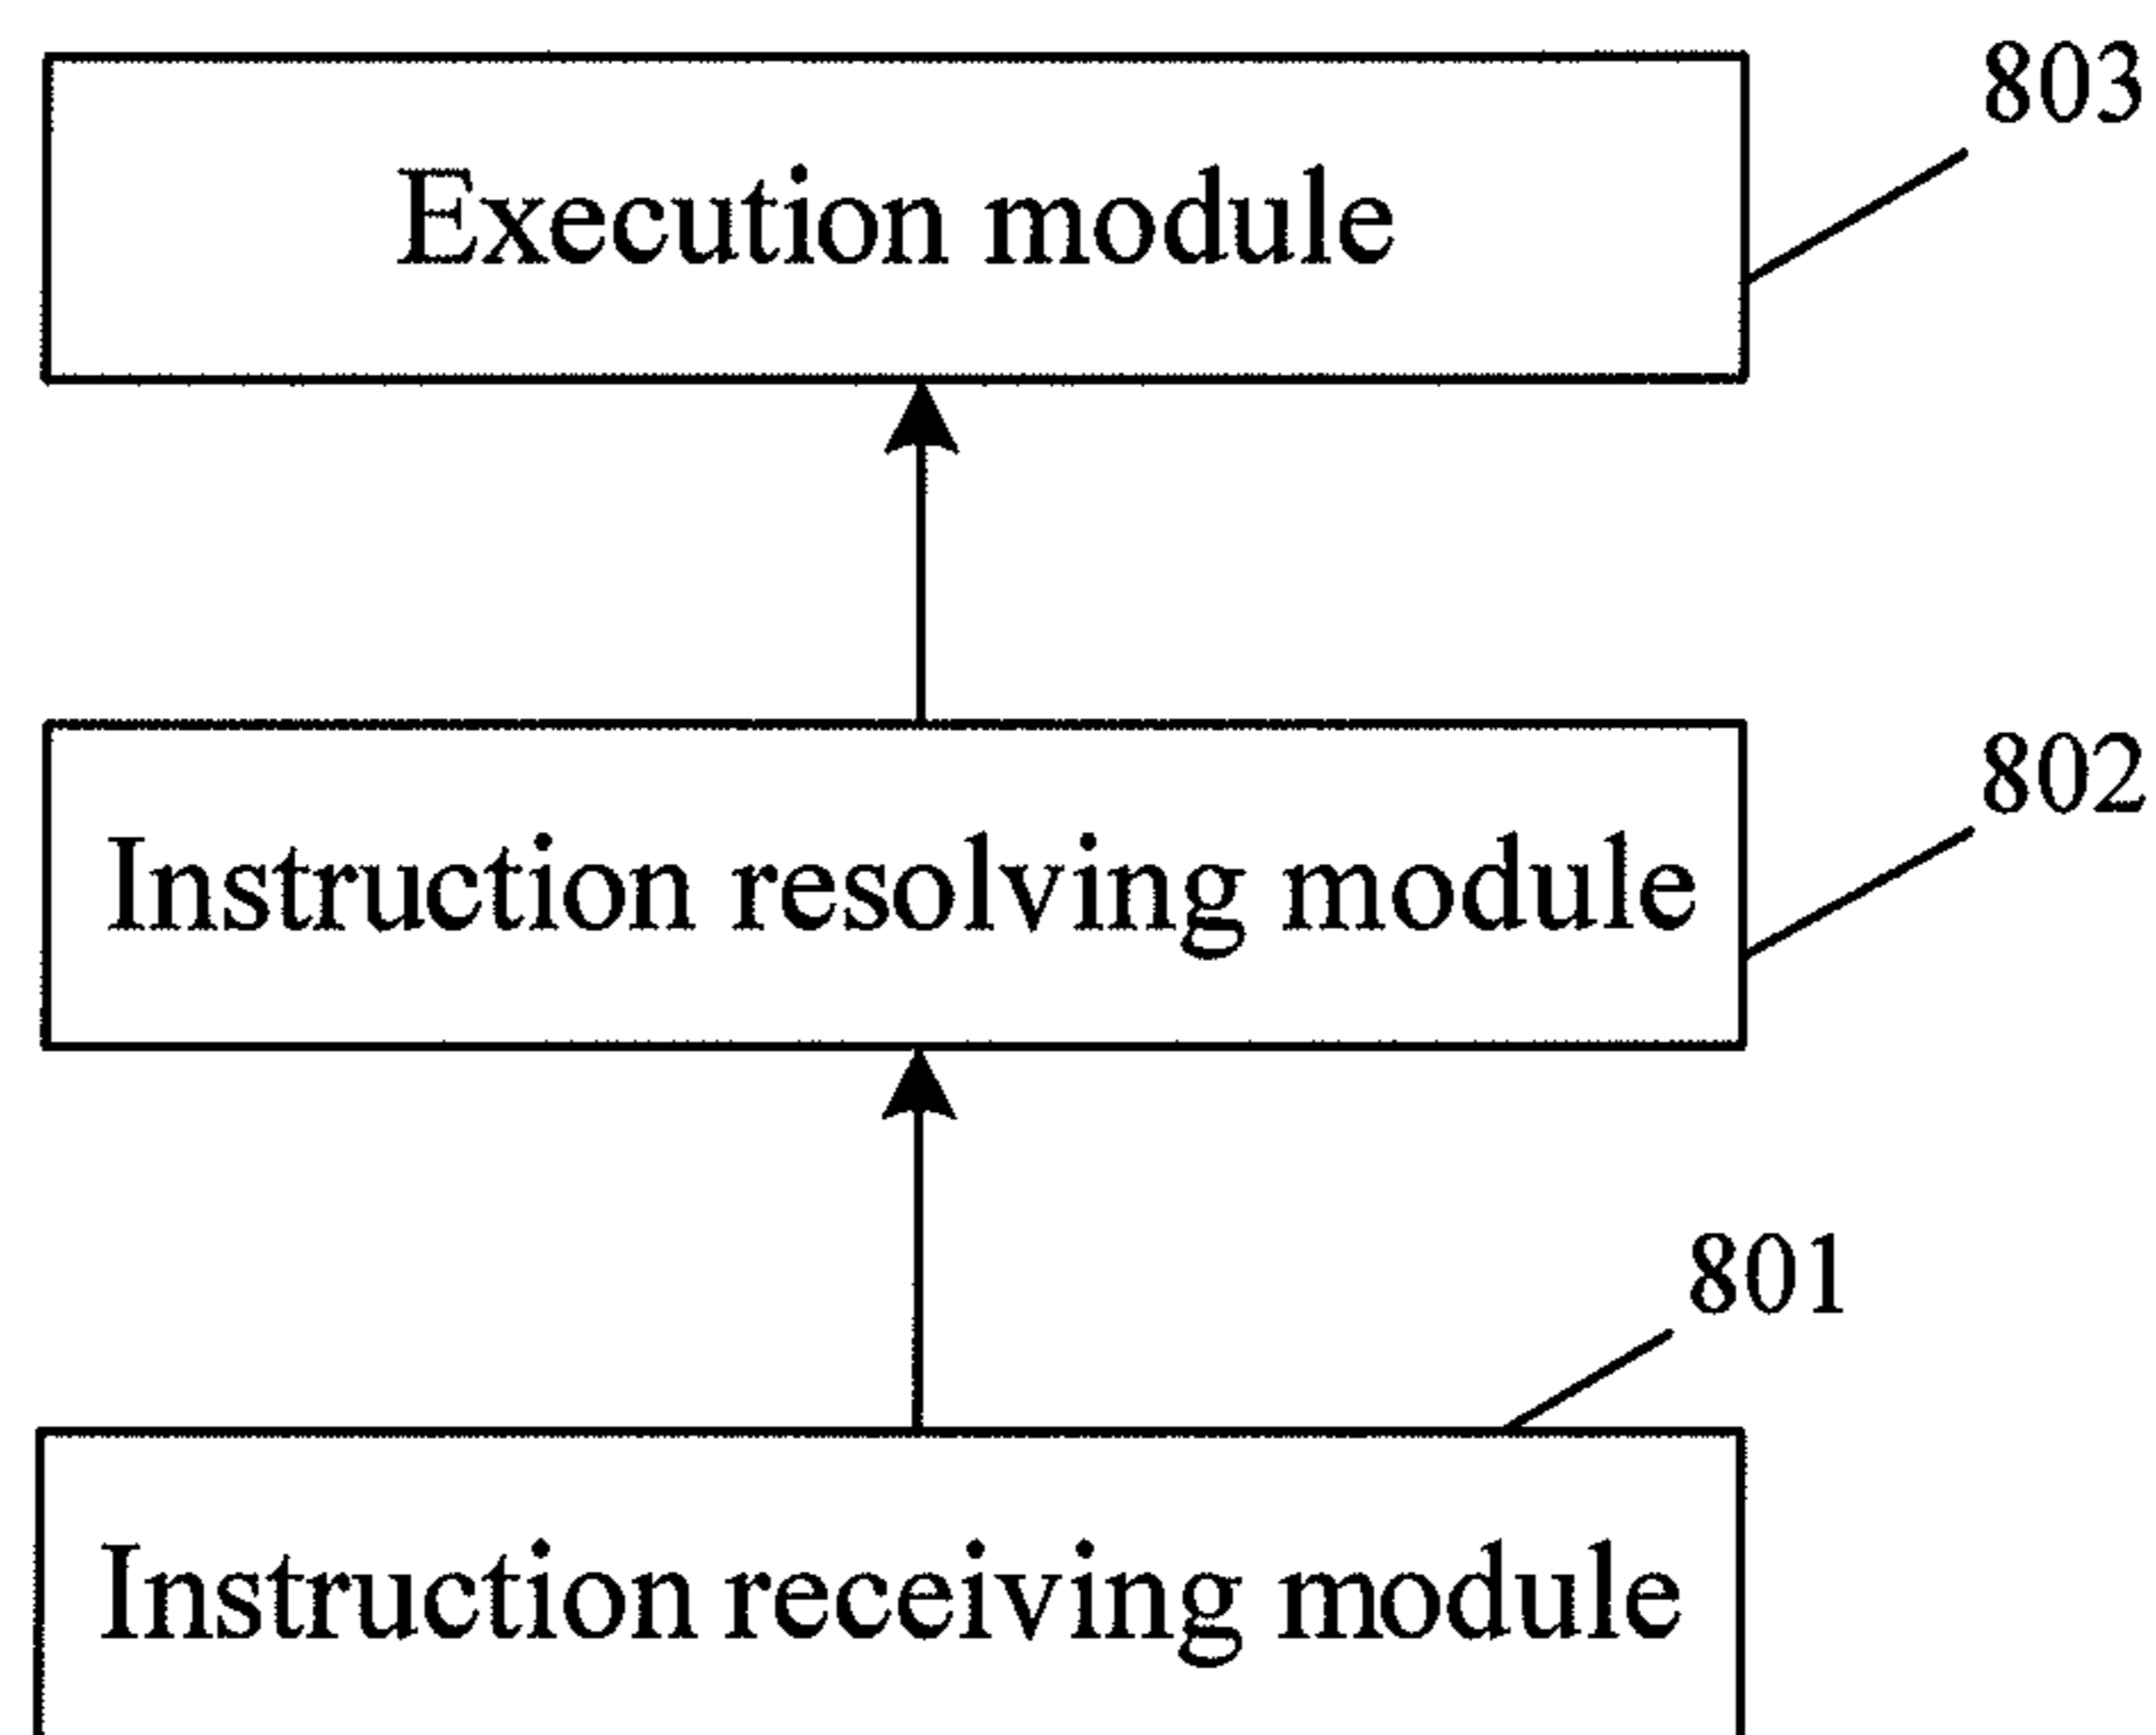 803
Execution module
802
Instruction resolving module
801
Instruction receiving module